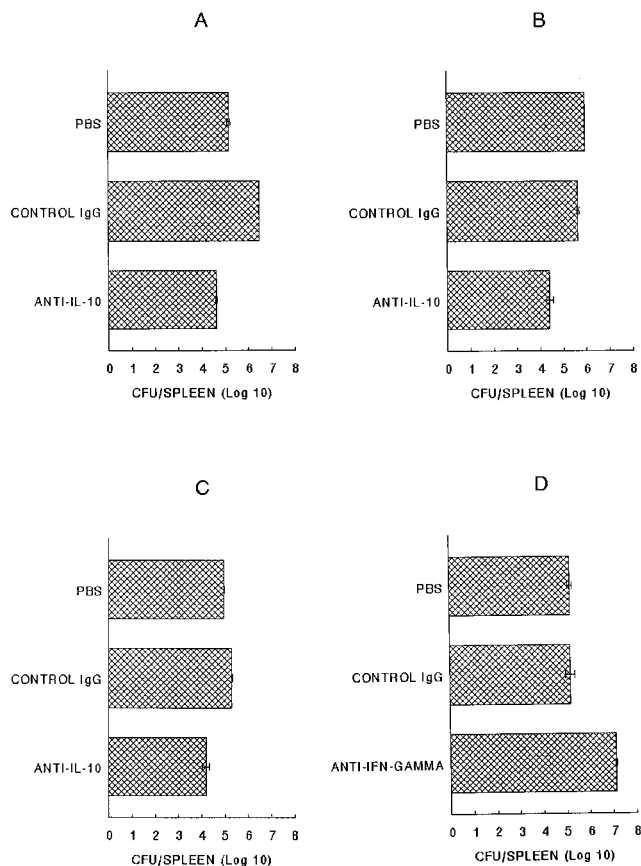 A
PBS
CONTROL IgG
ANTI-IL-10
0 1 2 3 4 5 6 7 8
CFU/SPLEEN (Log 10)
B
PBS
CONTROL IgG
ANTI-IL-10
0 1 2 3 4 5 6 7 8
CFU/SPLEEN (Log 10)
C
PBS
CONTROL IgG
ANTI-IL-10
0 1 2 3 4 5 6 7 8
CFU/SPLEEN (Log 10)
D
PBS
CONTROL IgG
ANTI-IFN-GAMMA
0 1 2 3 4 5 6 7 8
CFU/SPLEEN (Log 10)